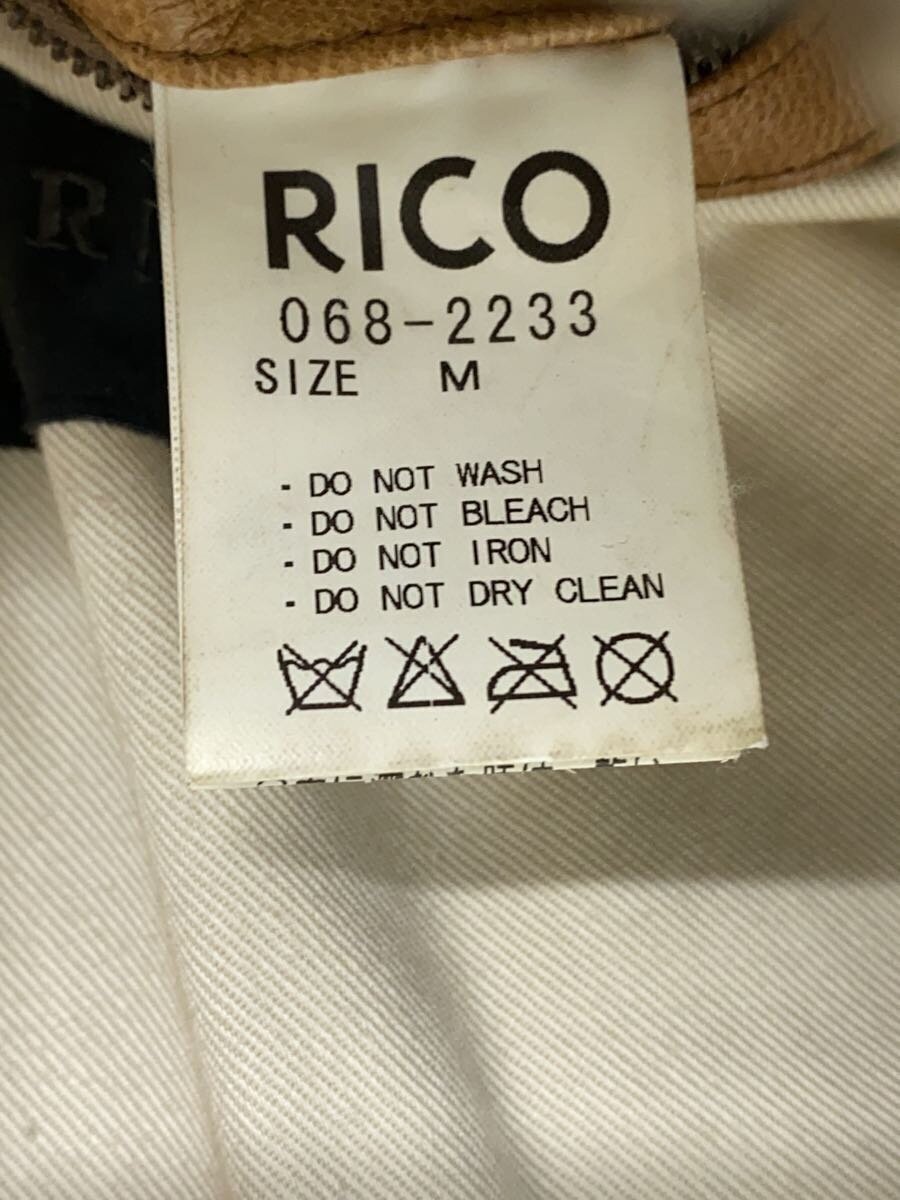 RICO
068-2233
SIZE M
- DO NOT WASH
- DO NOT BLEACH
- DO NOT IRON
- DO NOT DRY CLEAN
R